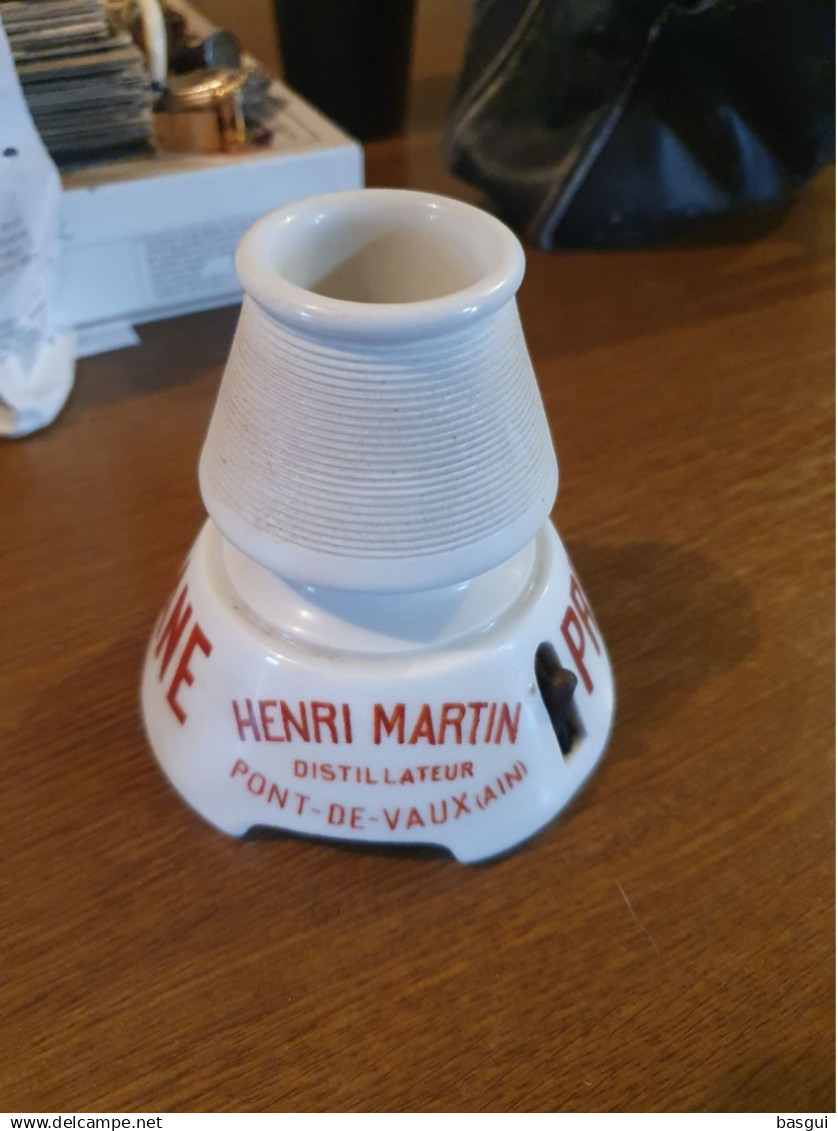 NE
PR
HENRI MARTIN
DISTILLATEUR
PONT-DE-VAUX (AIN)
www.delcampe.net
basgui